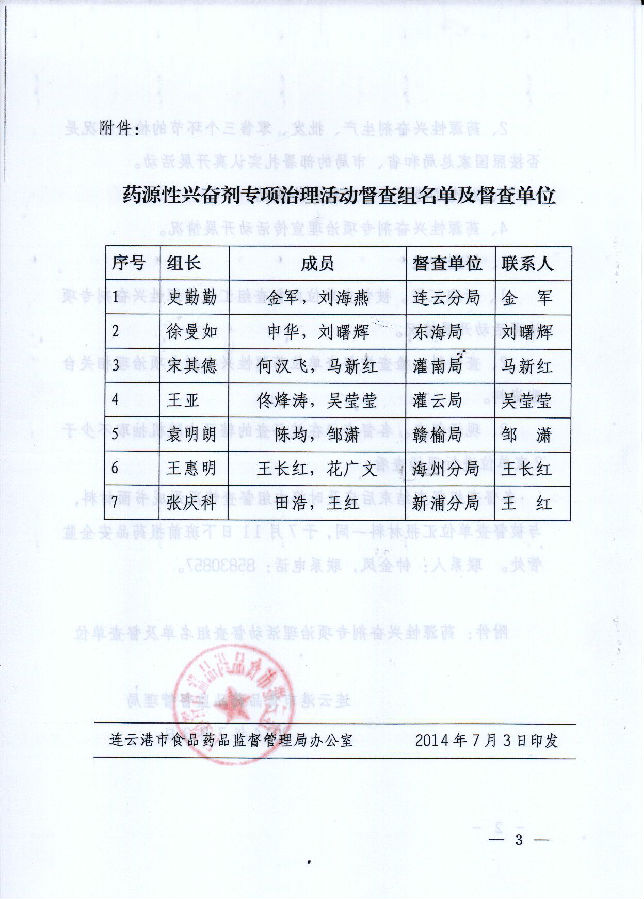 附件：
药源性兴奋剂专项治理活动督查组名单及督查单位
序号 组长 成员 督查单位 联系人
1 史勤勤 金军，刘海燕 连云分局 金 军
2 徐曼如 申华，刘曙辉 东海局 刘曙辉
3 宋其德 何汉飞，马新红 灌南局 马新红
4 王亚 佟烽涛，吴莹莹 灌云局 吴莹莹
5 袁明朗 陈均，邹潇 赣榆局 邹 潇
6 王惠明 王长红，花广文 海州分局 王长红
7 张庆科 田浩，王红 新浦分局 王 红
连云港市食品药品监督管理局办公室 2014年7月3日印发
— 3 —